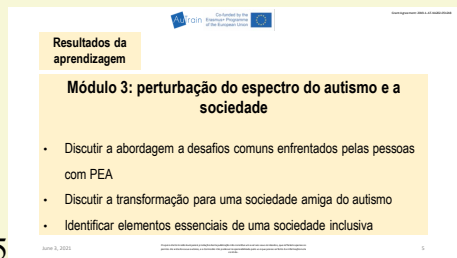 AuTrain
Co-funded by the
Erasmus+ Programme
of the European Union
Resultados da
aprendizagem
Módulo 3: perturbação do espectro do autismo e a
sociedade
• Discutir a abordagem a desafios comuns enfrentados pelas pessoas
com PEA
• Discutir a transformação para uma sociedade amiga do autismo
• Identificar elementos essenciais de uma sociedade inclusiva
5
June 3, 2021
5